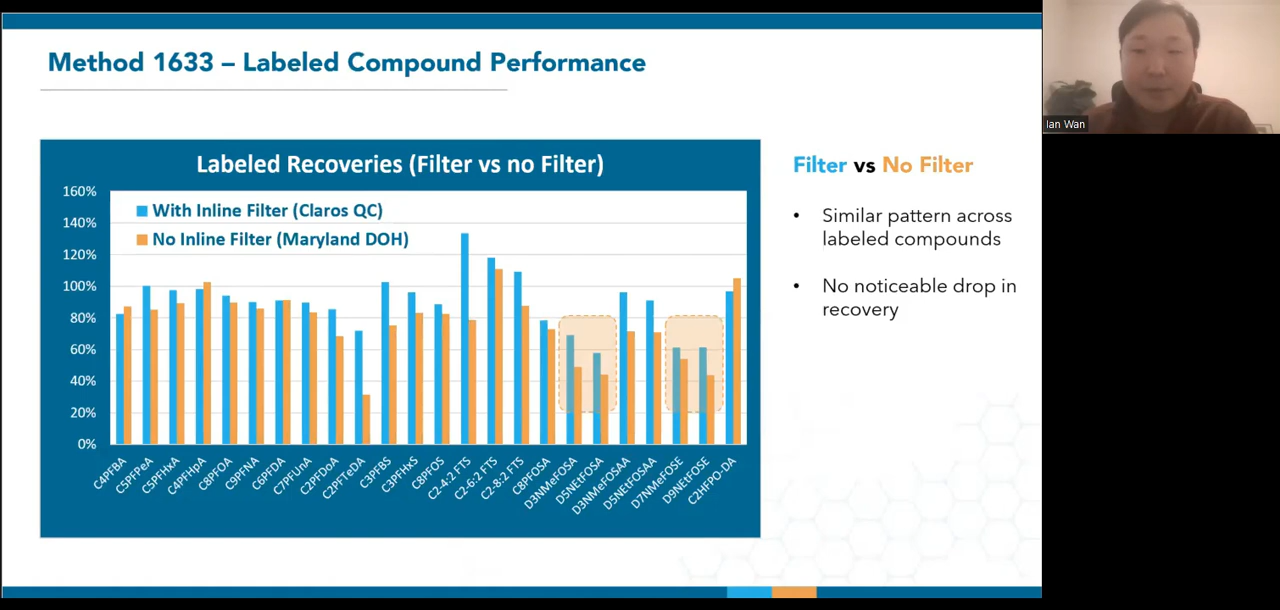 Method 1633 – Labeled Compound Performance
Ian Wan
Labeled Recoveries (Filter vs no Filter)
160%
140%
120%
100%
80%
60%
40%
20%
0%
With Inline Filter (Claros QC)
No Inline Filter (Maryland DOH)
C4PFBA
C5PFPeA
C5PFHxA
C4PFHpA
C8PFOA
C9PFNA
C6PFDA
C7PFUnA
C2PFDoA
C2PFTeDA
C3PFBS
C3PFHxS
C8PFOS
C2-4:2 FTS
C2-6:2 FTS
C2-8:2 FTS
C8PFOSA
D3NMeFOSA
D5NEtFOSA
D3NMeFOSAA
D5NEtFOSAA
D7NMeFOSE
D9NEtFOSE
C2HFPO-DA
Filter vs No Filter
• Similar pattern across
labeled compounds
• No noticeable drop in
recovery